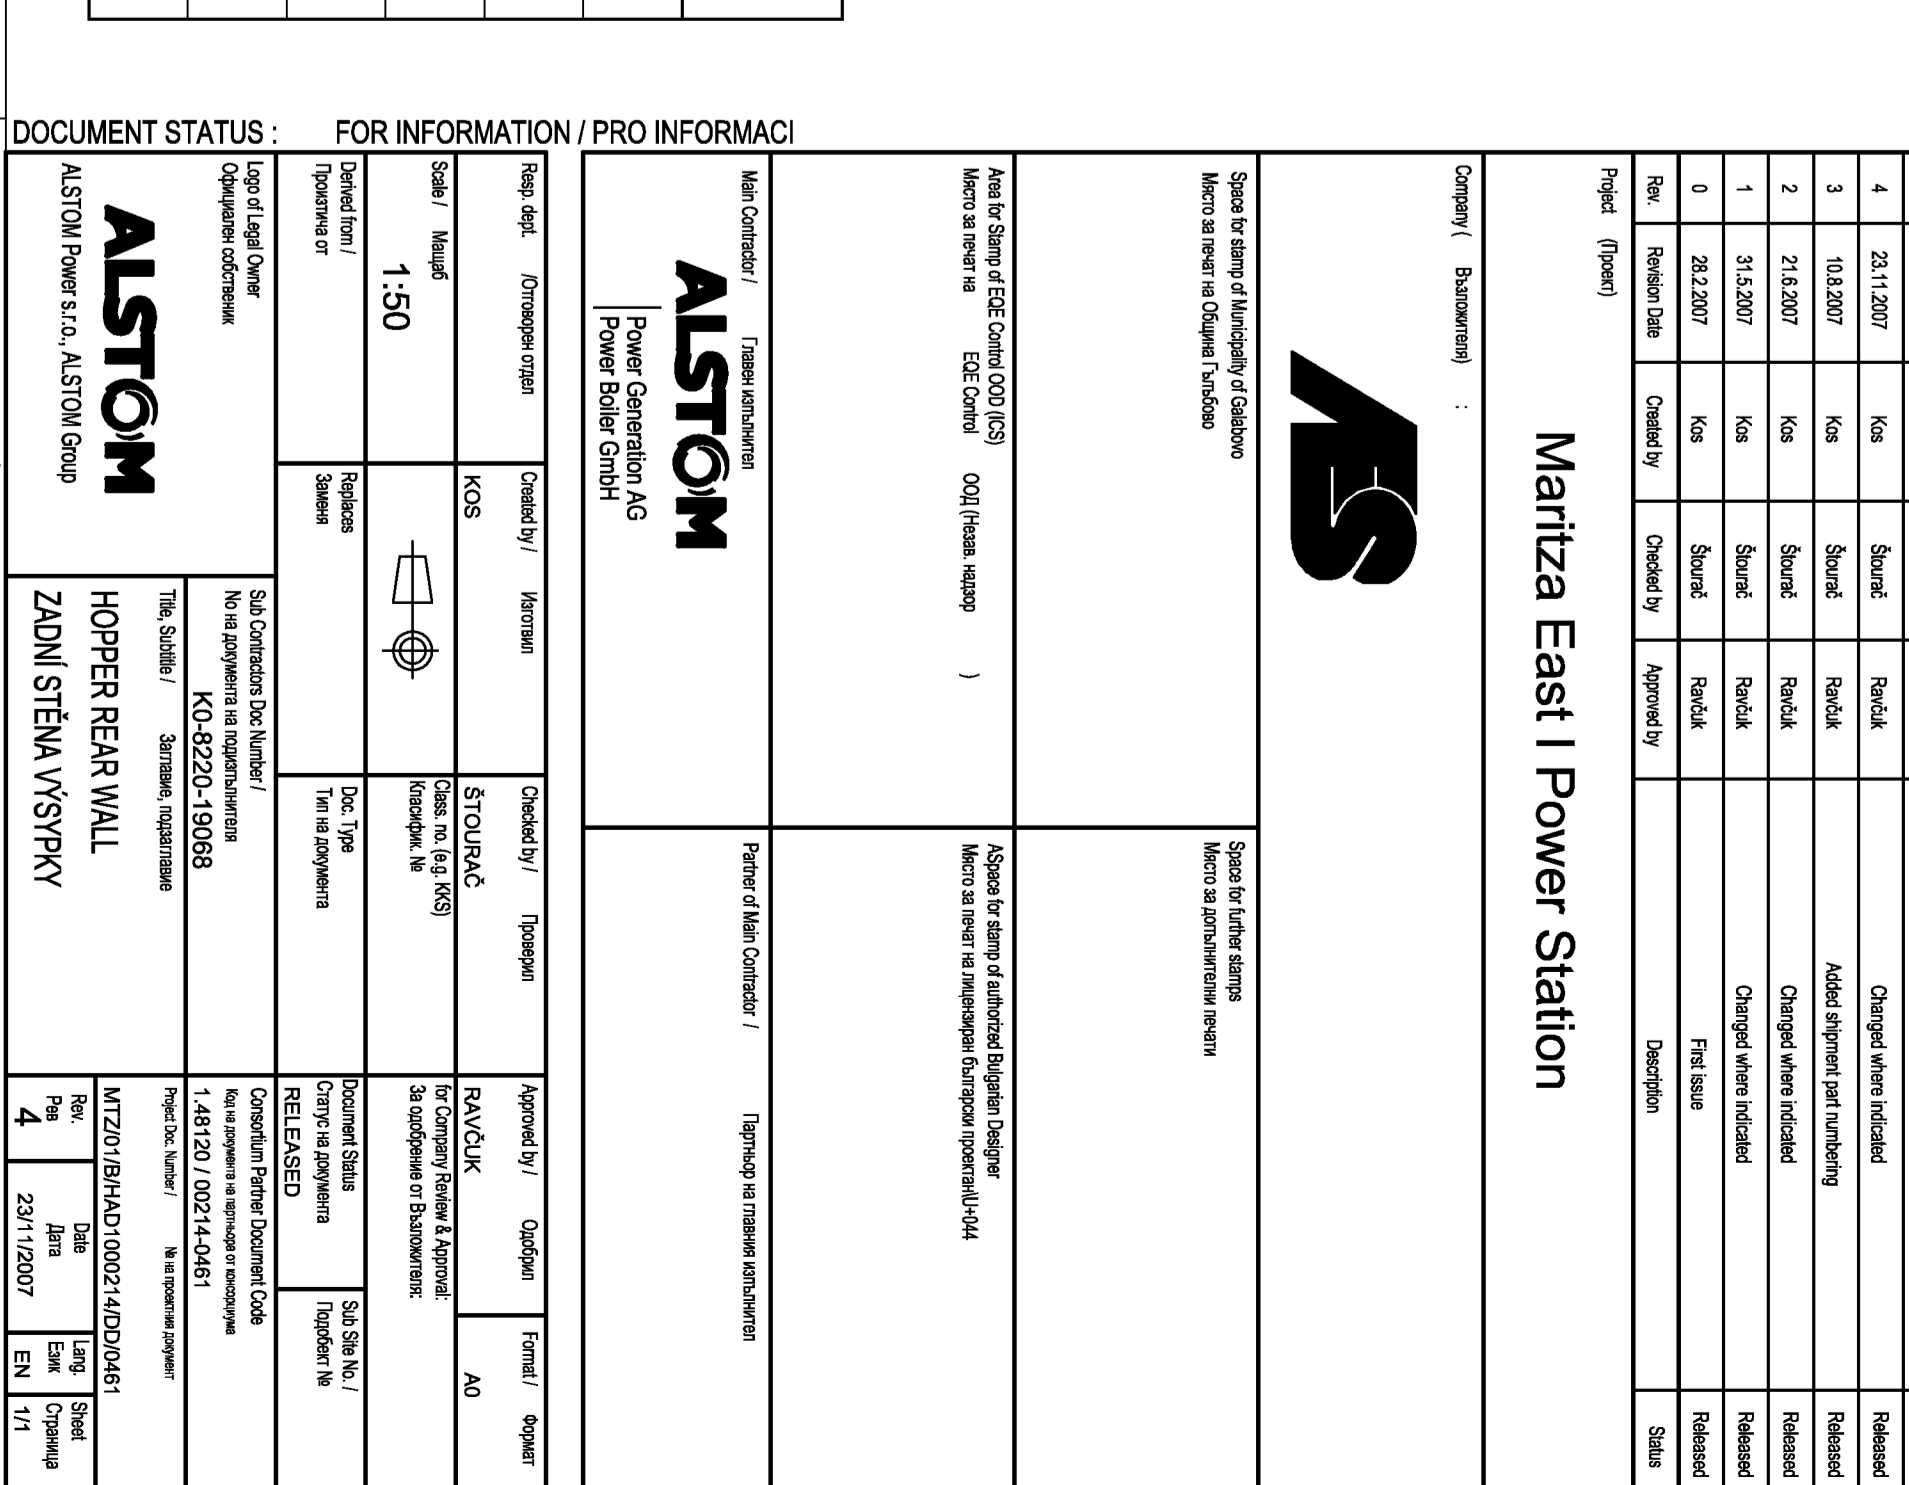 DOCUMENT STATUS : FOR INFORMATION / PRO INFORMACI
4 23.11.2007 Kos Štourač Ravčuk Changed where indicated Released
3 10.8.2007 Kos Štourač Ravčuk Added shipment part numbering Released
2 21.6.2007 Kos Štourač Ravčuk Changed where indicated Released
1 31.5.2007 Kos Štourač Ravčuk Changed where indicated Released
0 28.2.2007 Kos Štourač Ravčuk First issue Released
Rev. Revision Date Created by Checked by Approved by Description Status
Project (Проект)
Maritza East I Power Station
Company ( Възложителя) :
AES
Space for stamp of Municipality of Galabovo
Място за печат на Община Гълъбово
Space for further stamps
Място за допълнителни печати
Area for Stamp of EQE Control OOD (ICS)
Място за печат на EQE Control ООД (Незав. надзор )
ASpace for stamp of authorized Bulgarian Designer
Място за печат на лицензиран български проектан\U+044
Main Contractor / Главен изпълнител
ALSTOM
Power Generation AG
Power Boiler GmbH
Partner of Main Contractor / Партньор на главния изпълнител
Resp. dept. /Отговорен отдел
Created by / Изготвил
KOS
Checked by / Проверил
ŠTOURAČ
Approved by / Одобрил
RAVČUK
Format / Формат
A0
Scale / Мащаб
1:50
Class. no. (e.g. KKS)
Класифик. №
for Company Review & Approval:
За одобрение от Възложителя:
Derived from /
Произтича от
Replaces
Заменя
Doc. Type
Тип на документа
Document Status
Статус на документа
RELEASED
Sub Site No. /
Подобект №
Logo of Legal Owner
Официален собственик
ALSTOM
ALSTOM Power s.r.o., ALSTOM Group
Sub Contractors Doc Number /
No на документа на подизпълнителя
K0-8220-19068
Consortium Partner Document Code
Код на документа на партньора от консорциума
1.48120 / 00214-0461
Title, Subtitle / Заглавие, подзаглавие
HOPPER REAR WALL
ZADNÍ STĚNA VÝSYPKY
Project Doc. Number / № на проектния документ
MTZ/01/B/HAD1000214/DD/0461
Rev.
Рев
4
Date
Дата
23/11/2007
Lang.
Език
EN
Sheet
Страница
1/1